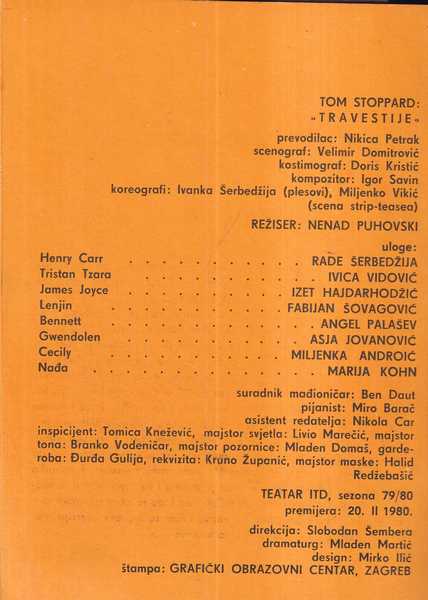 TOM STOPPARD:
„TRAVESTIJE“
prevodilac: Nikica Petrak
scenograf: Velimir Domitrović
kostimograf: Doris Kristić
kompozitor: Igor Savin
koreografi: Ivanka Šerbedžija (plesovi), Miljenko Vikić
(scena strip-teasea)
REŽISER: NENAD PUHOVSKI
uloge:
Henry Carr . . . . . . . . . . . RADE ŠERBEDŽIJA
Tristan Tzara . . . . . . . . . . . IVICA VIDOVIĆ
James Joyce . . . . . . . . . . IZET HAJDARHODŽIĆ
Lenjin . . . . . . . . . . FABIJAN ŠOVAGOVIĆ
Bennett . . . . . . . . . . . ANGEL PALAŠEV
Gwendolen . . . . . . . . . . . ASJA JOVANOVIĆ
Cecily . . . . . . . . . . MILJENKA ANDROIĆ
Nađa . . . . . . . . . . . . MARIJA KOHN
suradnik mađioničar: Ben Daut
pijanist: Miro Barač
asistent redatelja: Nikola Car
inspicijent: Tomica Knežević, majstor svjetla: Livio Marečić, majstor
tona: Branko Vodeničar, majstor pozornice: Mladen Domaš, garde-
roba: Đurđa Gulija, rekvizita: Kruno Županić, majstor maske: Halid
Redžebašić
TEATAR ITD, sezona 79/80
premijera: 20. II 1980.
direkcija: Slobodan Šembera
dramaturg: Mladen Martić
design: Mirko Ilić
štampa: GRAFIČKI OBRAZOVNI CENTAR, ZAGREB